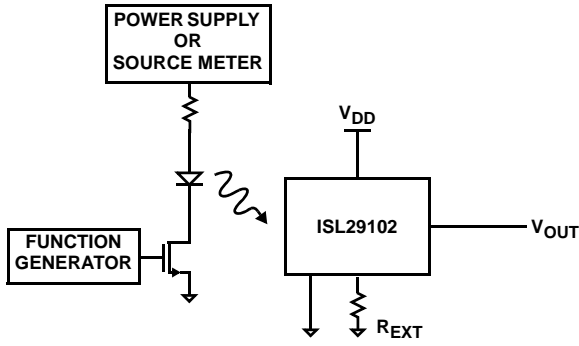 POWER SUPPLY
OR
SOURCE METER
VDD
ISL29102
VOUT
FUNCTION
GENERATOR
REXT